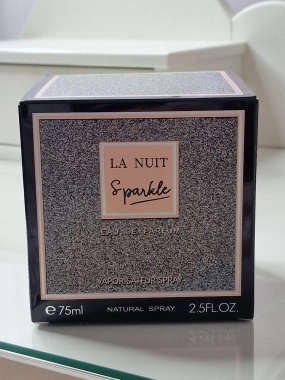 LA NUIT
Sparkle
EAU DE PARFUM
VAPORISATEUR SPRAY
e 75ml NATURAL SPRAY 2.5FL.OZ.